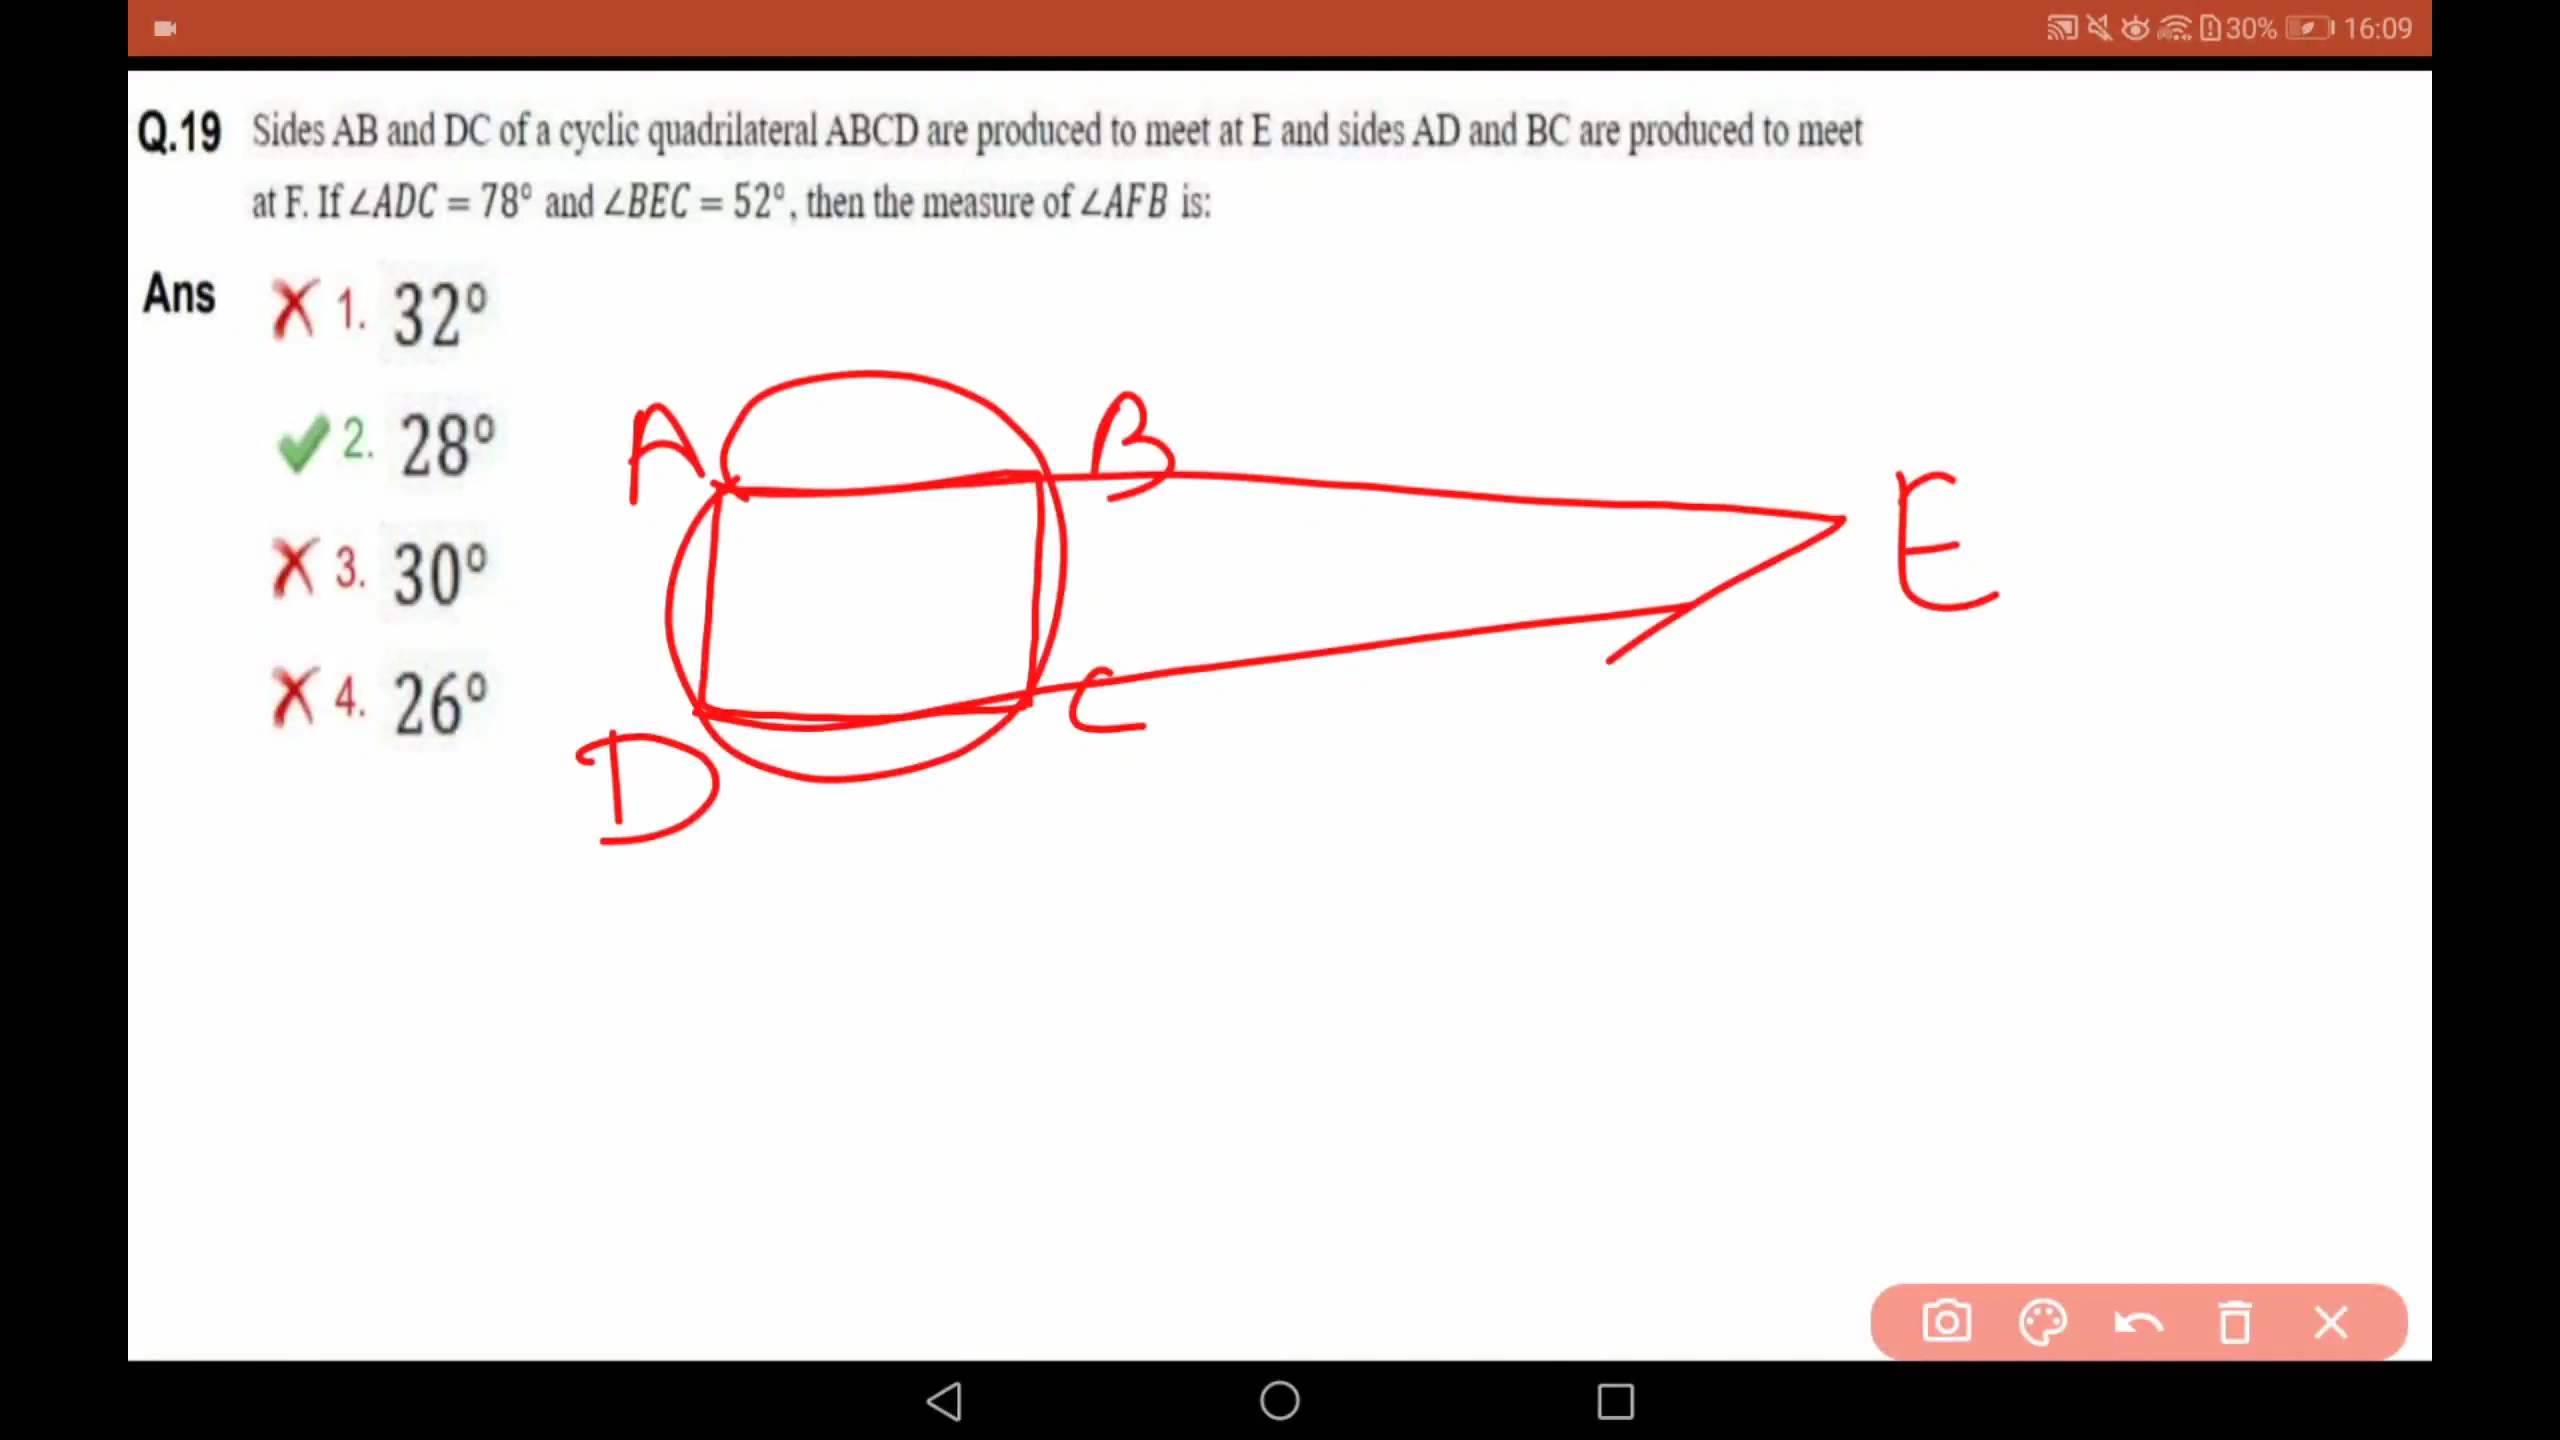 30% 16:09
Q.19 Sides AB and DC of a cyclic quadrilateral ABCD are produced to meet at E and sides AD and BC are produced to meet
at F. If ∠ADC = 78° and ∠BEC = 52°, then the measure of ∠AFB is:
Ans 1. 32°
2. 28°
3. 30°
4. 26°
A B
E
C
D